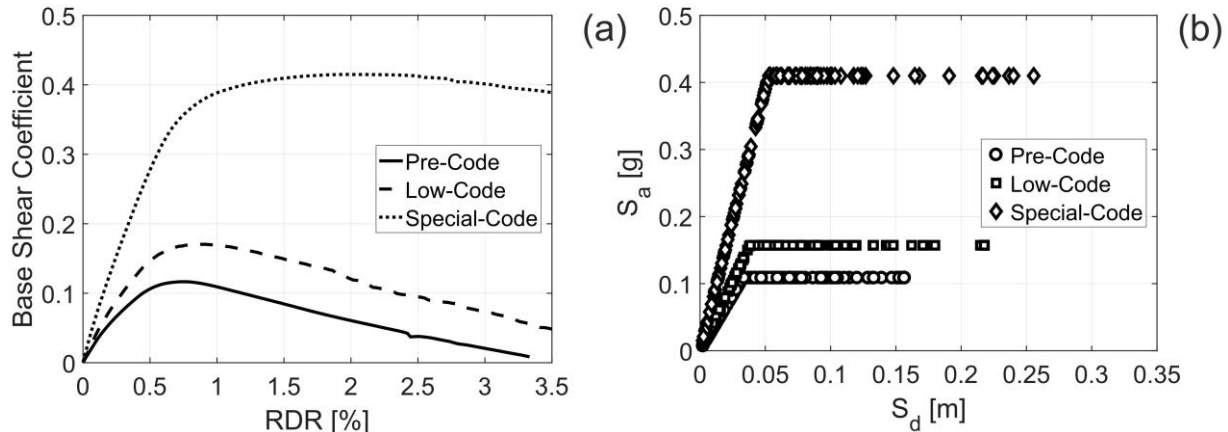 (a)
Base Shear Coefficient
0.5
0.4
0.3
0.2
0.1
0
Pre-Code
Low-Code
Special-Code
0 0.5 1 1.5 2 2.5 3 3.5
RDR [%]
(b)
S_a [g]
0.5
0.4
0.3
0.2
0.1
0
Pre-Code
Low-Code
Special-Code
0 0.05 0.1 0.15 0.2 0.25 0.3 0.35
S_d [m]